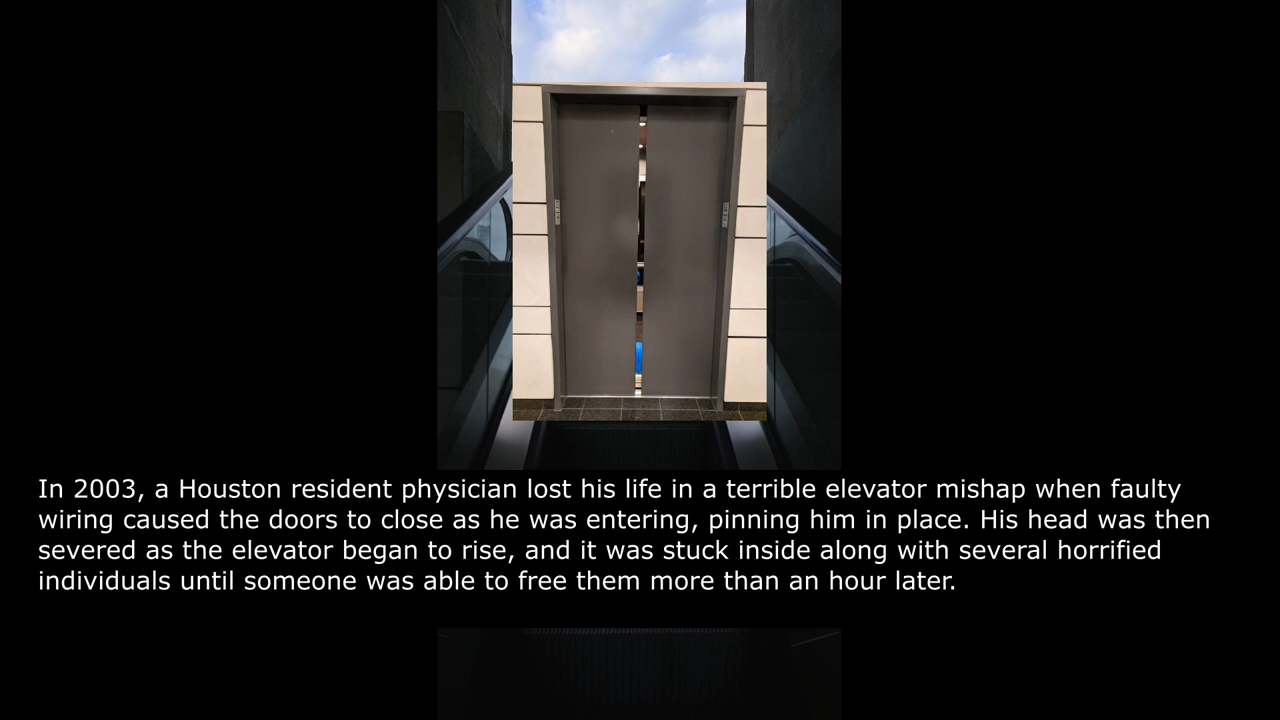 In 2003, a Houston resident physician lost his life in a terrible elevator mishap when faulty
wiring caused the doors to close as he was entering, pinning him in place. His head was then
severed as the elevator began to rise, and it was stuck inside along with several horrified
individuals until someone was able to free them more than an hour later.